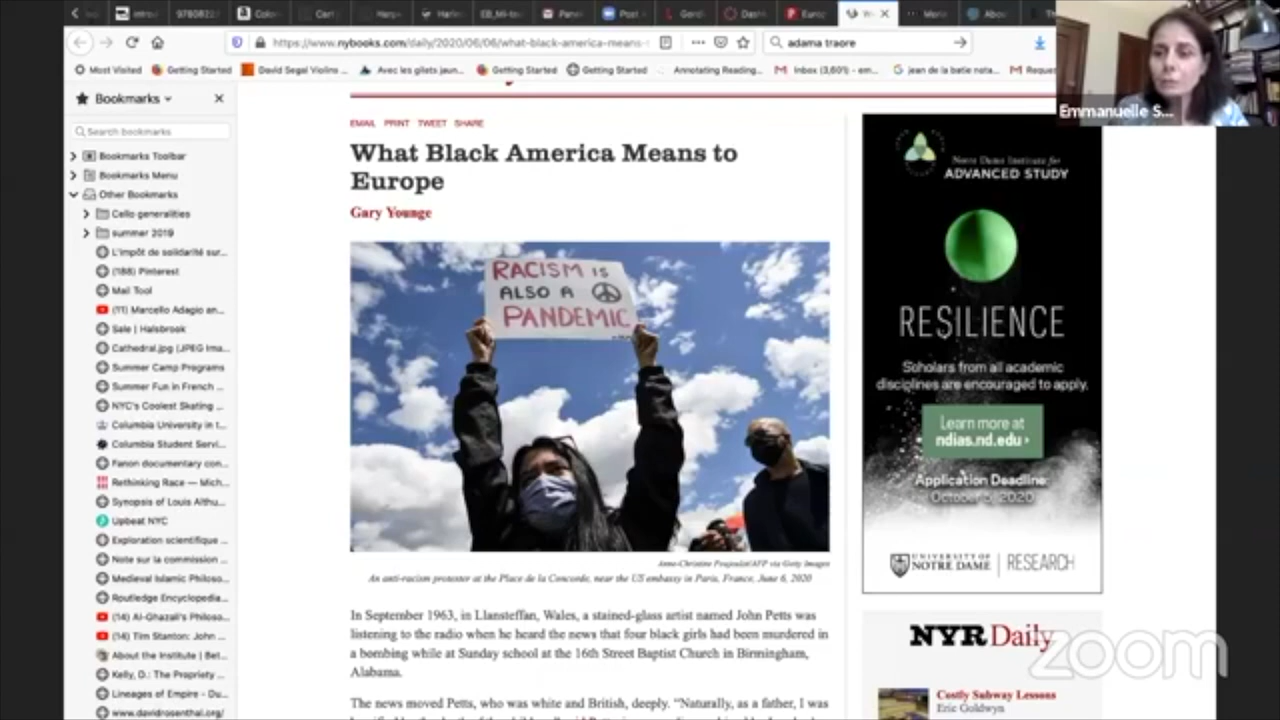 https://www.nybooks.com/daily/2020/06/06/what-black-america-means-
adama traore
Most Visited
Getting Started
David Segal Violins ...
Avec les gilets jaun...
Getting Started
Getting Started
Annotating Reading...
Inbox (3,601) - em...
jean de la batie nota...
Emmanuelle S...
Bookmarks
Search bookmarks
Bookmarks Toolbar
Bookmarks Menu
Other Bookmarks
Cello generalities
summer 2019
L'impôt de solidarité sur...
(188) Pinterest
Mail Tool
(11) Marcello Adagio an...
Sale | Halsbrook
Cathedral.jpg (JPEG Ima...
Summer Camp Programs
Summer Fun in French ...
NYC's Coolest Skating ...
Columbia University in t...
Columbia Student Servi...
Fanon documentary con...
Rethinking Race — Mich...
Synopsis of Louis Althu...
Upbeat NYC
Exploration scientifique ...
Note sur la commission ...
Medieval Islamic Philoso...
Routledge Encyclopedia...
(14) Al-Ghazali's Philoso...
(14) Tim Stanton: John ...
About the Institute | Bet...
Kelly, D.: The Propriety ...
Lineages of Empire - Du...
www.davidrosenthal.org/
EMAIL PRINT TWEET SHARE
What Black America Means to
Europe
Gary Younge
RACISM IS
ALSO A
PANDEMIC
Anne-Christine Poujoulat/AFP via Getty Images
An anti-racism protester at the Place de la Concorde, near the US embassy in Paris, France, June 6, 2020
In September 1963, in Llansteffan, Wales, a stained-glass artist named John Petts was
listening to the radio when he heard the news that four black girls had been murdered in
a bombing while at Sunday school at the 16th Street Baptist Church in Birmingham,
Alabama.
The news moved Petts, who was white and British, deeply. “Naturally, as a father, I was
Notre Dame Institute for
ADVANCED STUDY
RESILIENCE
Scholars from all academic
disciplines are encouraged to apply.
Learn more at
ndias.nd.edu ›
Application Deadline:
October 5, 2020
UNIVERSITY OF
NOTRE DAME
RESEARCH
NYR Daily
zoom
Costly Subway Lessons
Eric Goldwyn